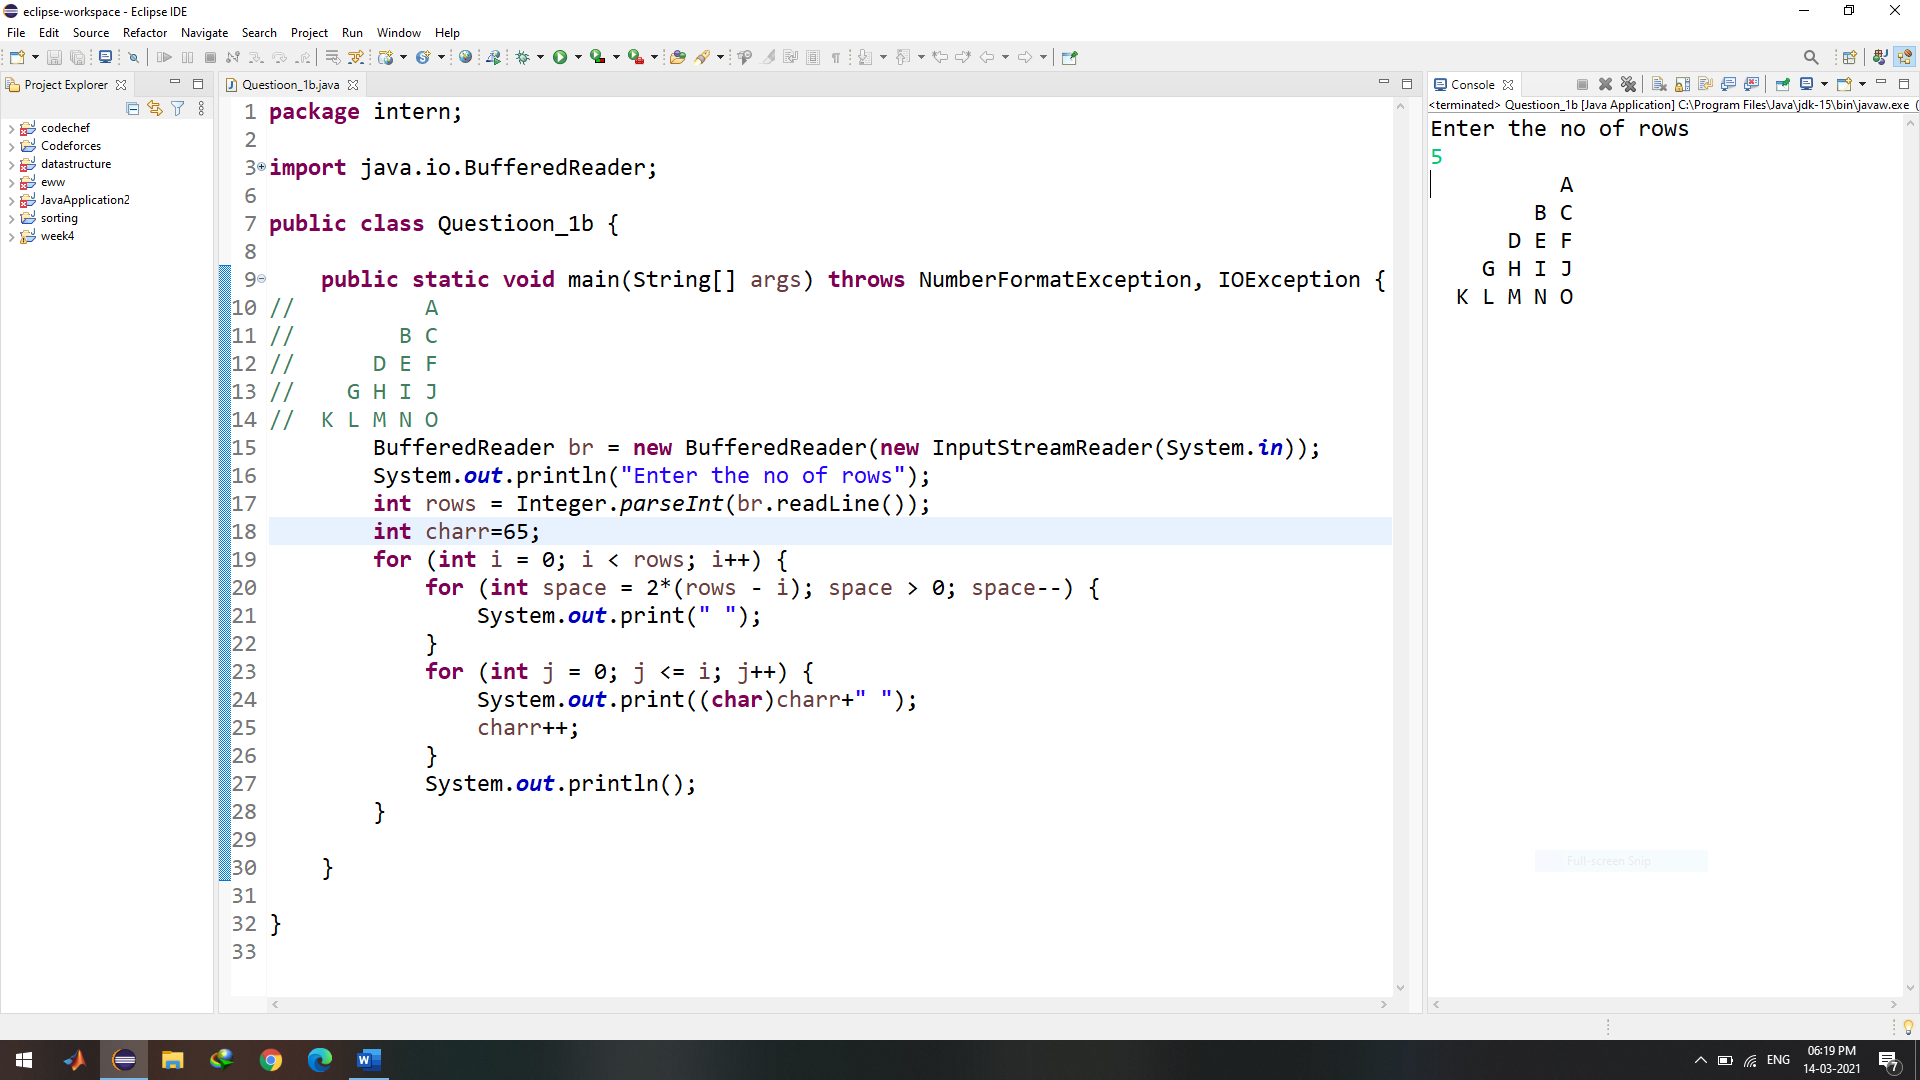 eclipse-workspace - Eclipse IDE
File Edit Source Refactor Navigate Search Project Run Window Help
Project Explorer
codechef
Codeforces
datastructure
eww
JavaApplication2
sorting
week4
Questioon_1b.java
1 package intern;
2
3 import java.io.BufferedReader;
6
7 public class Questioon_1b {
8
9     public static void main(String[] args) throws NumberFormatException, IOException {
10 //          A
11 //        B C
12 //      D E F
13 //    G H I J
14 //  K L M N O
15         BufferedReader br = new BufferedReader(new InputStreamReader(System.in));
16         System.out.println("Enter the no of rows");
17         int rows = Integer.parseInt(br.readLine());
18         int charr=65;
19         for (int i = 0; i < rows; i++) {
20             for (int space = 2*(rows - i); space > 0; space--) {
21                 System.out.print(" ");
22             }
23             for (int j = 0; j <= i; j++) {
24                 System.out.print((char)charr+" ");
25                 charr++;
26             }
27             System.out.println();
28         }
29
30     }
31
32 }
33
Console
<terminated> Questioon_1b [Java Application] C:\Program Files\Java\jdk-15\bin\javaw.exe (
Enter the no of rows
5
          A
        B C
      D E F
    G H I J
  K L M N O
Full-screen Snip
ENG
06:19 PM
14-03-2021
7